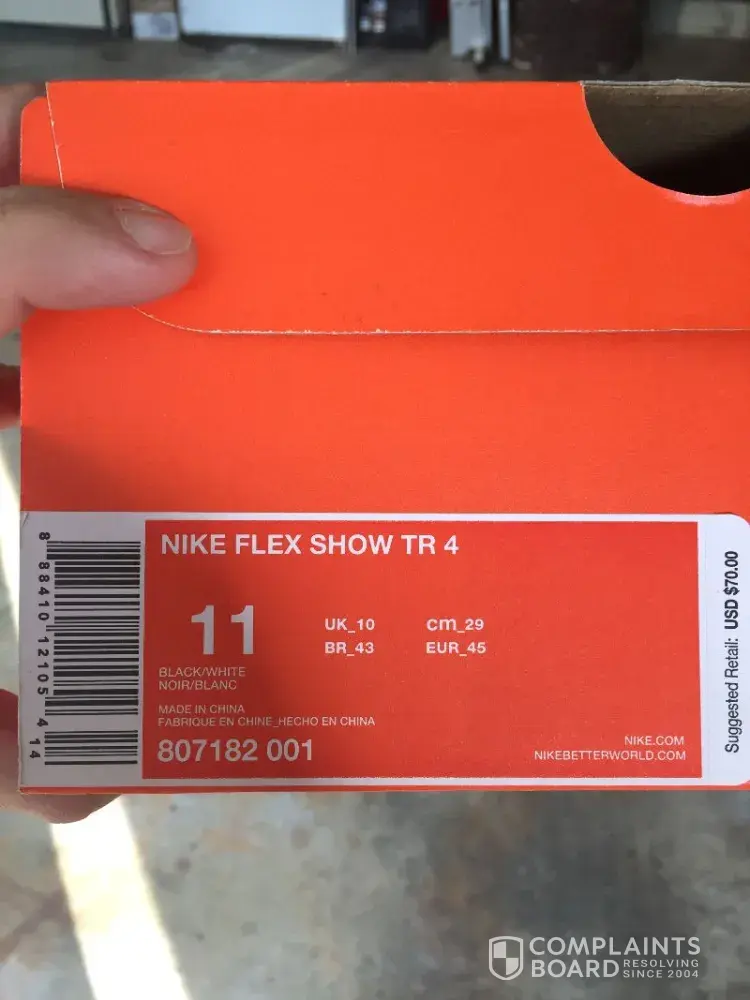 NIKE FLEX SHOW TR 4
11
UK_10 cm_29
BR_43 EUR_45
BLACK/WHITE
NOIR/BLANC
MADE IN CHINA
FABRIQUE EN CHINE_HECHO EN CHINA
807182 001
NIKE.COM
NIKEBETTERWORLD.COM
8 88410 12105 4 14
Suggested Retail: USD $70.00
COMPLAINTS
BOARD RESOLVING
SINCE 2004